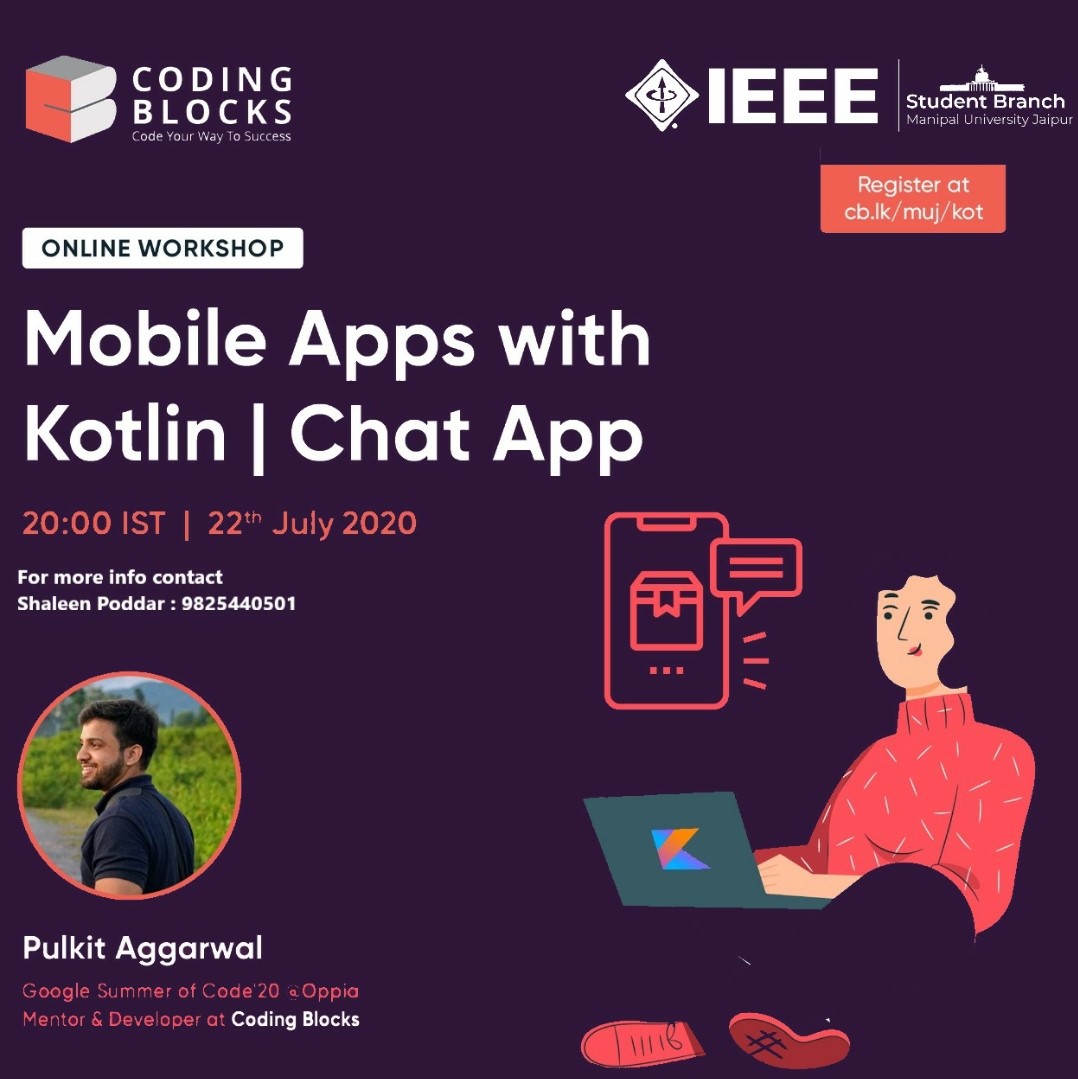 CODING
BLOCKS
Code Your Way To Success
IEEE
Student Branch
Manipal University Jaipur
Register at
cb.lk/muj/kot
ONLINE WORKSHOP
Mobile Apps with
Kotlin | Chat App
20:00 IST | 22th July 2020
For more info contact
Shaleen Poddar : 9825440501
Pulkit Aggarwal
Google Summer of Code'20 @Oppia
Mentor & Developer at Coding Blocks